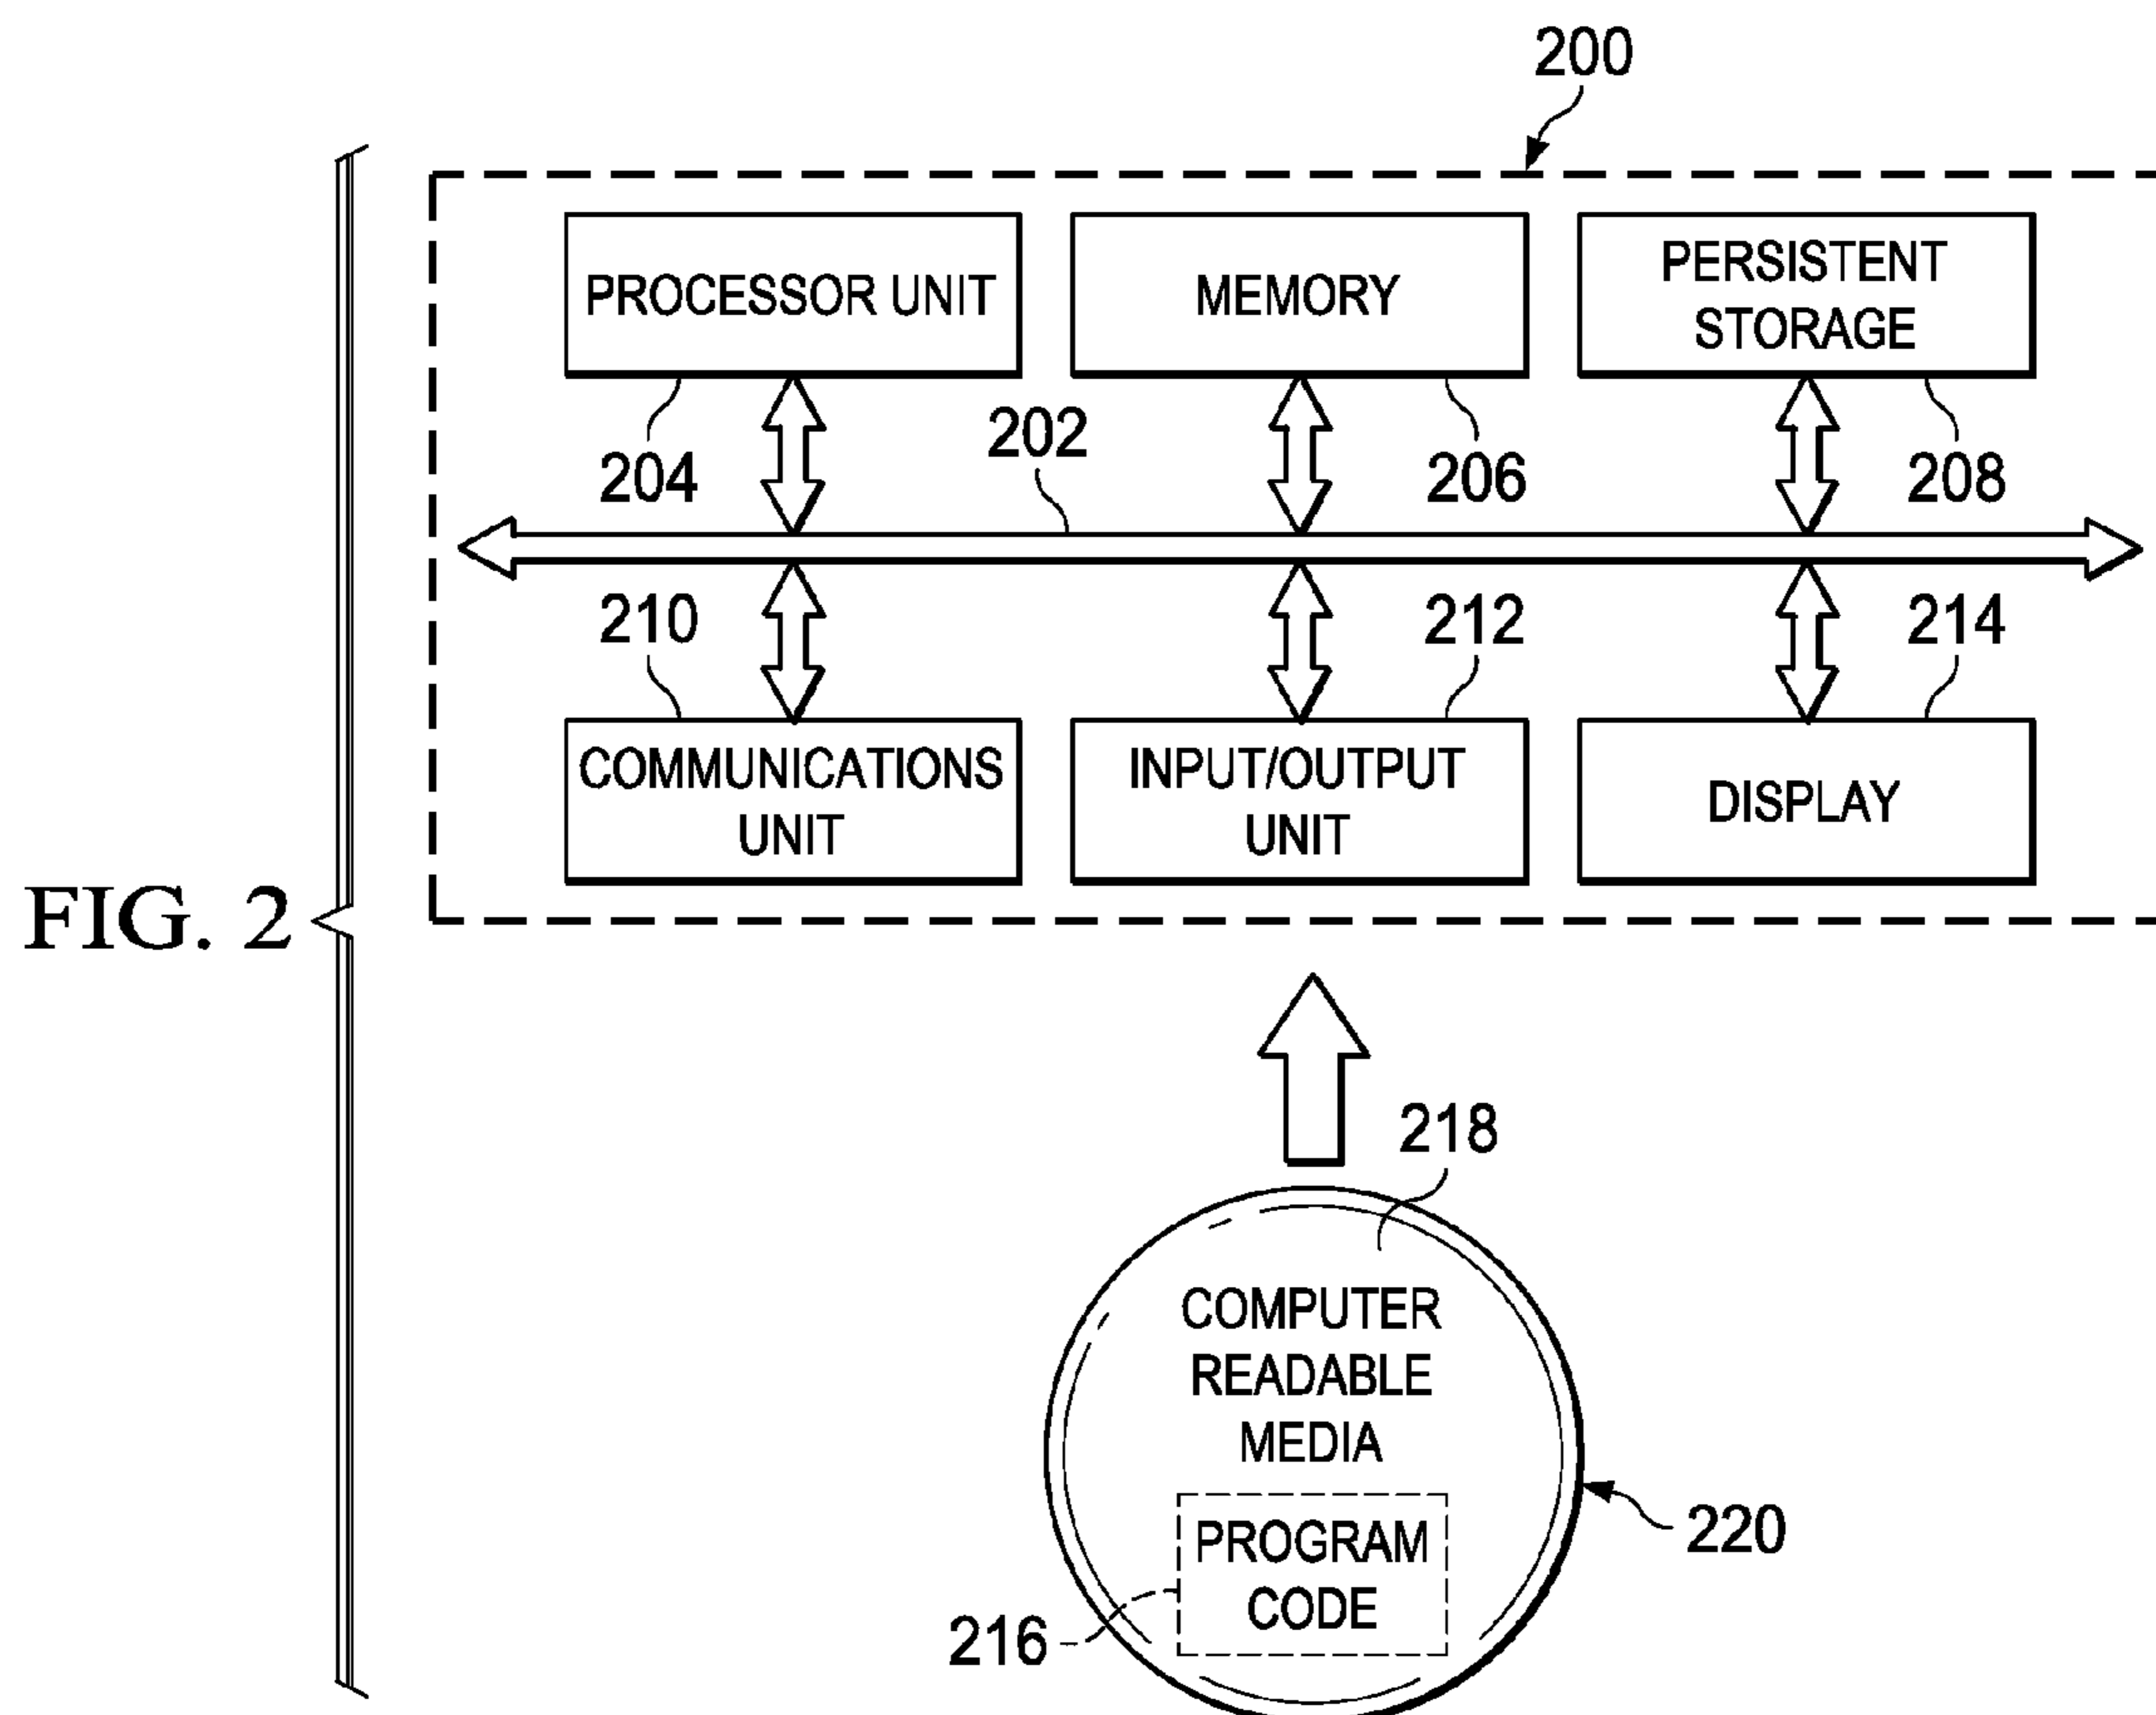 200
PROCESSOR UNIT
MEMORY
PERSISTENT
STORAGE
204
202
206
208
210
212
214
COMMUNICATIONS
UNIT
INPUT/OUTPUT
UNIT
DISPLAY
FIG. 2
218
COMPUTER
READABLE
MEDIA
PROGRAM
CODE
220
216